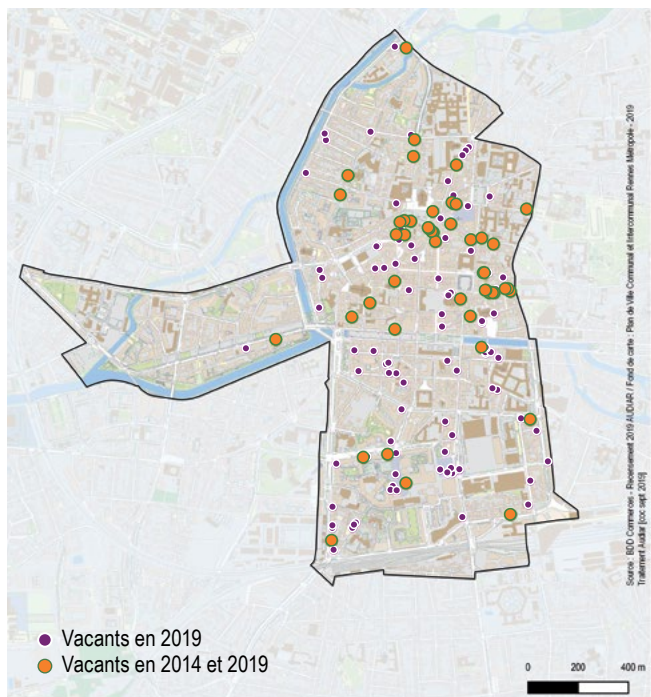 Source : BDD Commerces - Recensement 2019 AUDIAR / Fond de carte : Plan de Ville Communal et Intercommunal Rennes Métropole - 2019
Traitement Audiar [coc sept 2019]
Vacants en 2019
Vacants en 2014 et 2019
0 200 400 m